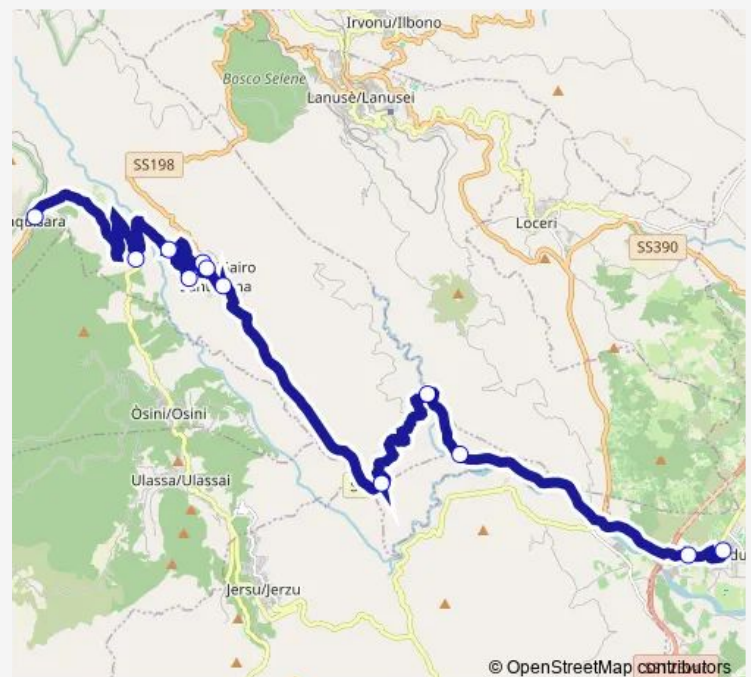 Irvonu/Ilbono
Bosco Selene
Lanusè/Lanusei
SS198
Loceri
SS390
Òsini/Osini
Ulassa/Ulassai
Jersu/Jerzu
© OpenStreetMap contributors